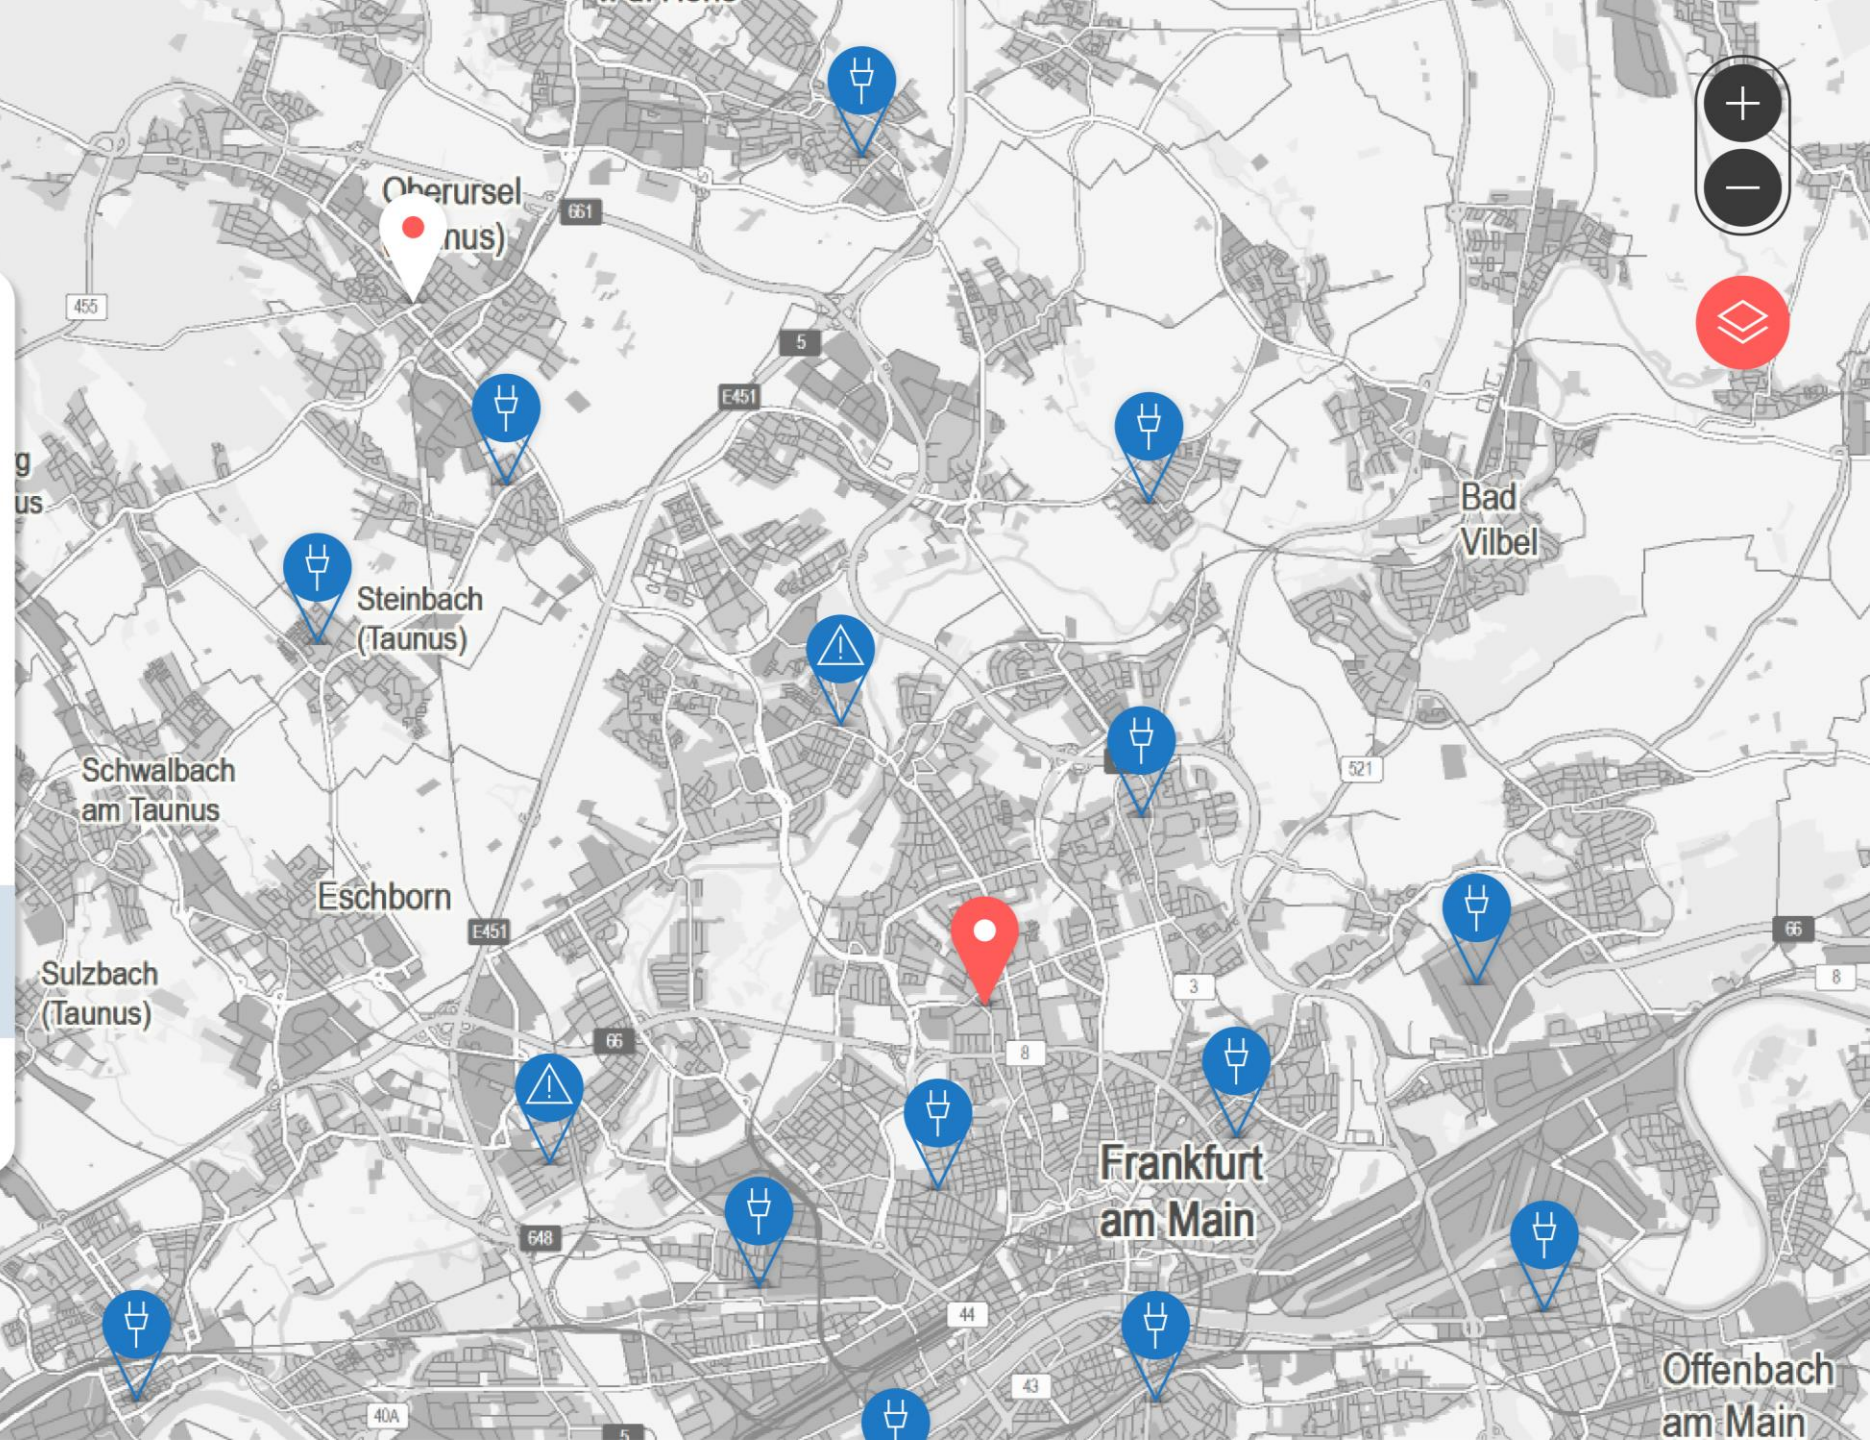 Oberursel
661
455
5
E451
Bad
Vilbel
Steinbach
(Taunus)
521
Schwalbach
am Taunus
Eschborn
E451
66
Sulzbach
(Taunus)
8
3
66
8
Frankfurt
am Main
648
44
Offenbach
am Main
43
40A
5